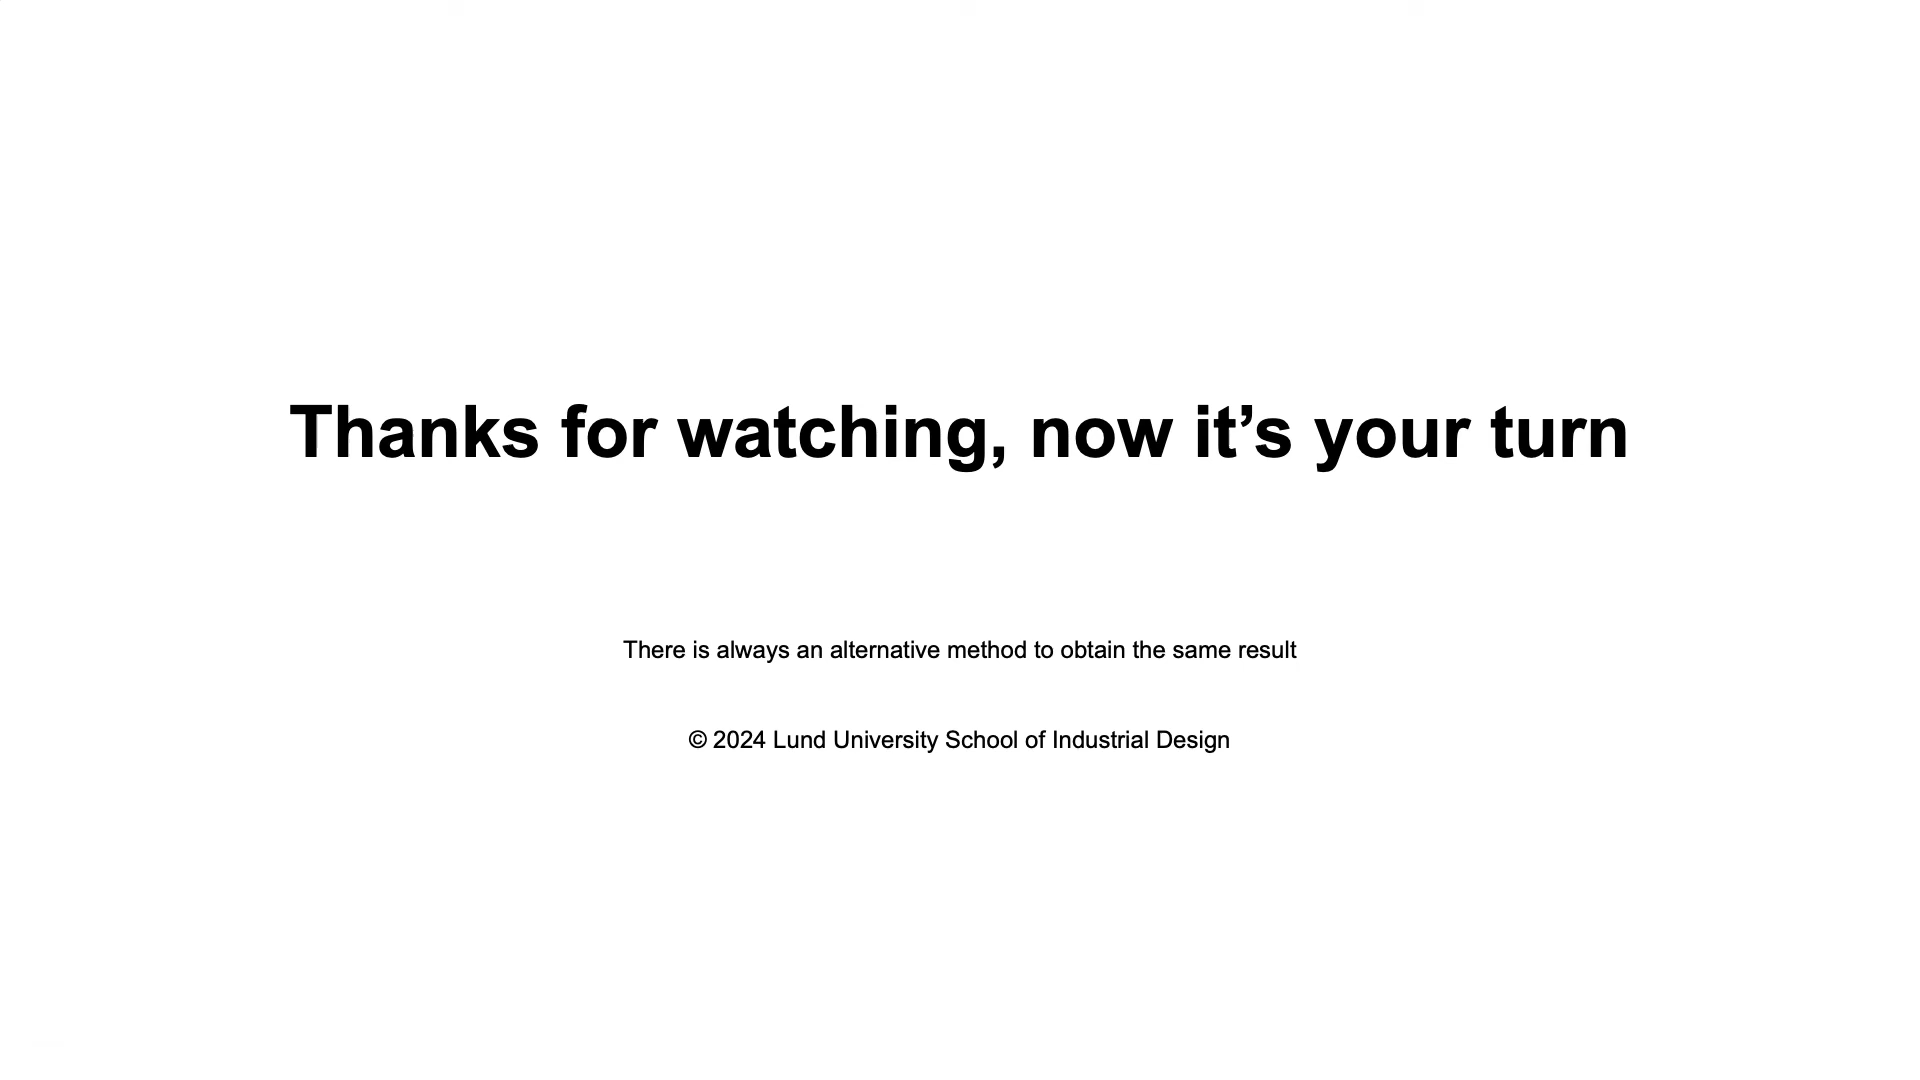 Thanks for watching, now it’s your turn
There is always an alternative method to obtain the same result
© 2024 Lund University School of Industrial Design